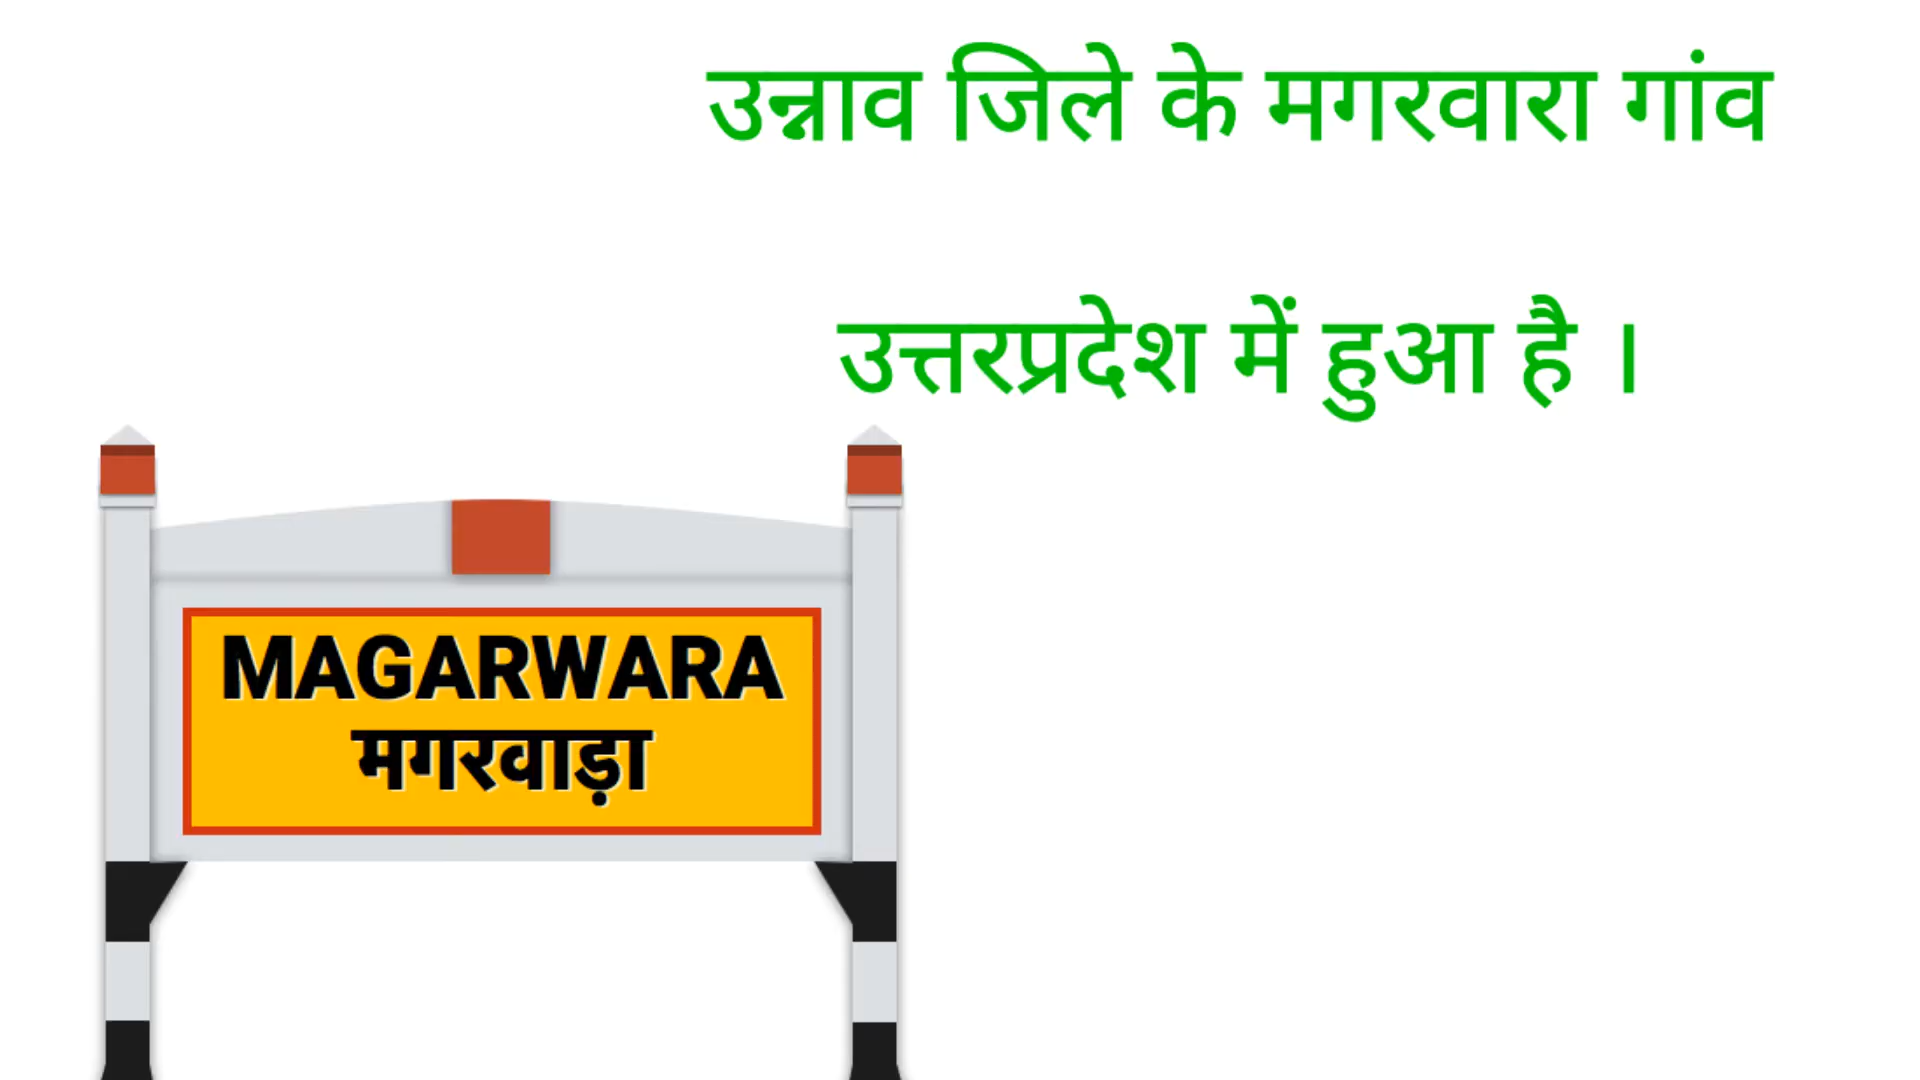 उन्नाव जिले के मगरवारा गांव
उत्तरप्रदेश में हुआ है ।
MAGARWARA
मगरवाड़ा